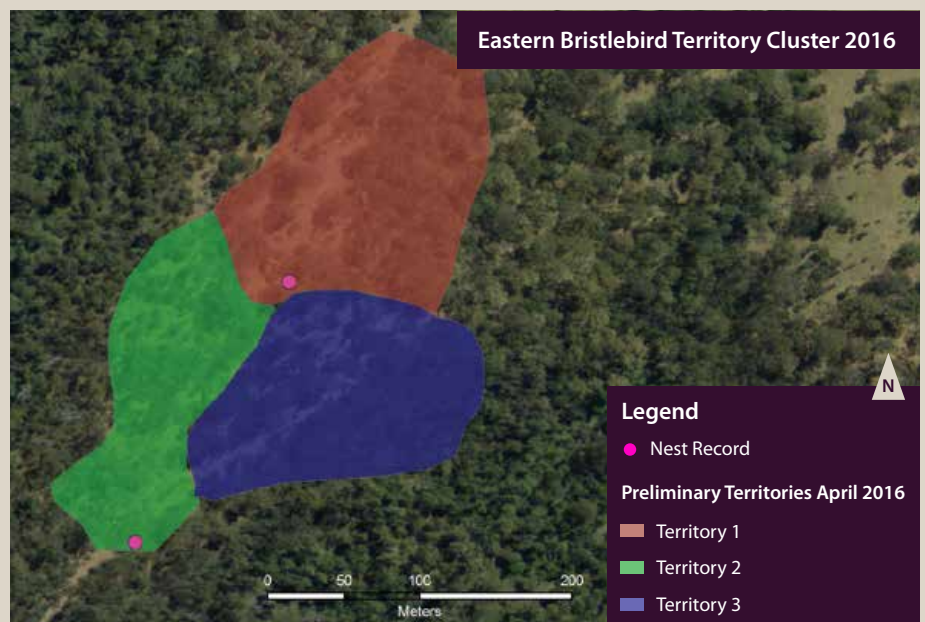 Eastern Bristlebird Territory Cluster 2016
N
Legend
Nest Record
Preliminary Territories April 2016
Territory 1
Territory 2
Territory 3
0 50 100 200
Meters